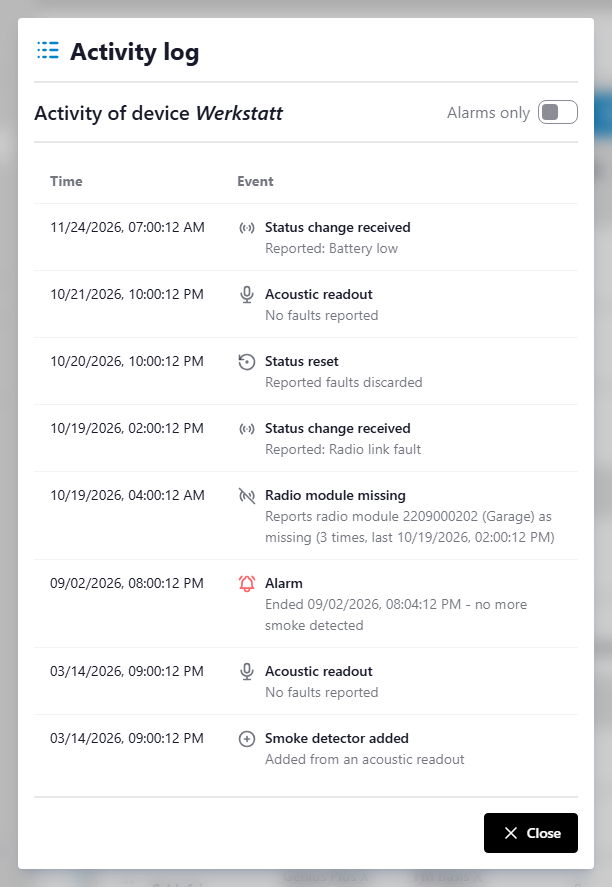 Activity log
Activity of device Werkstatt
Alarms only
Time Event
11/24/2026, 07:00:12 AM Status change received
Reported: Battery low
10/21/2026, 10:00:12 PM Acoustic readout
No faults reported
10/20/2026, 10:00:12 PM Status reset
Reported faults discarded
10/19/2026, 02:00:12 PM Status change received
Reported: Radio link fault
10/19/2026, 04:00:12 AM Radio module missing
Reports radio module 2209000202 (Garage) as
missing (3 times, last 10/19/2026, 02:00:12 PM)
09/02/2026, 08:00:12 PM Alarm
Ended 09/02/2026, 08:04:12 PM - no more
smoke detected
03/14/2026, 09:00:12 PM Acoustic readout
No faults reported
03/14/2026, 09:00:12 PM Smoke detector added
Added from an acoustic readout
Close